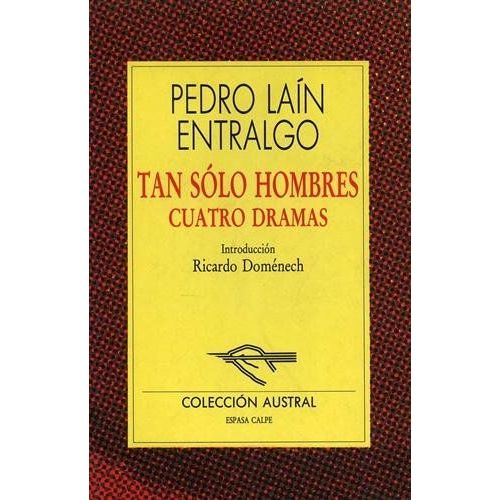 PEDRO LAÍN
ENTRALGO
TAN SÓLO HOMBRES
CUATRO DRAMAS
Introducción
Ricardo Doménech
COLECCIÓN AUSTRAL
ESPASA CALPE